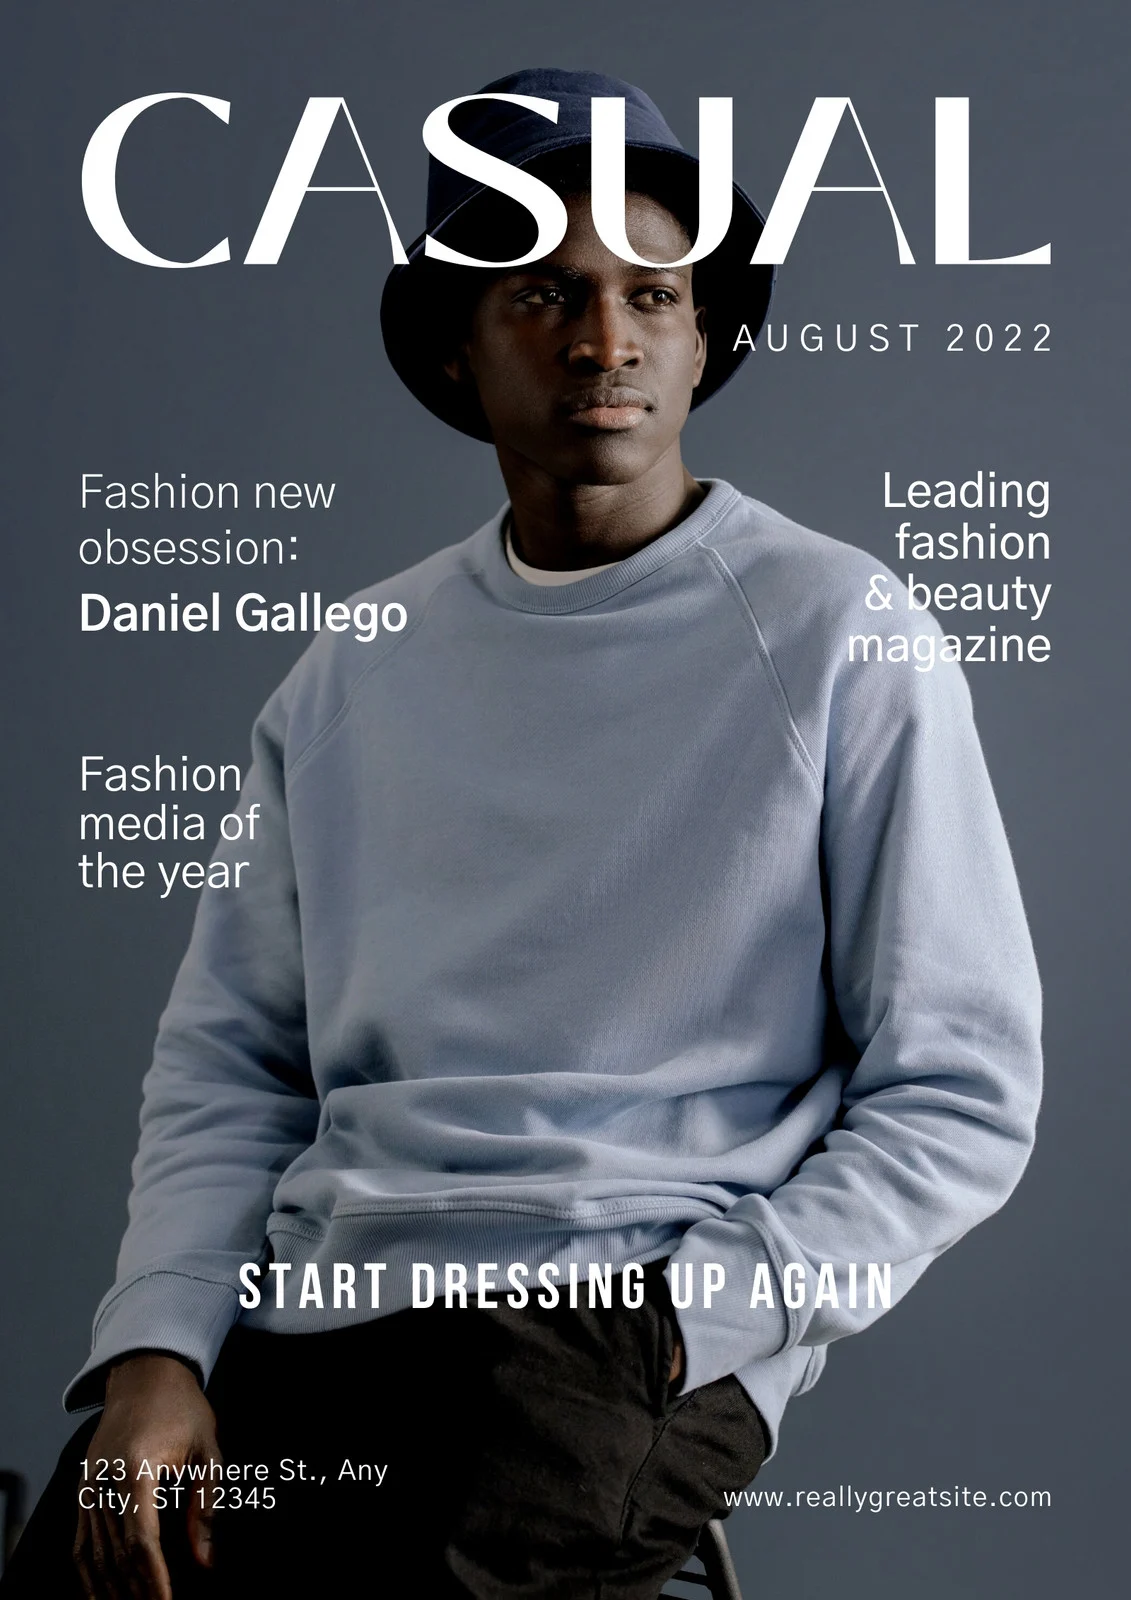 CASUAL
AUGUST 2022
Fashion new
obsession:
Daniel Gallego
Leading
fashion
& beauty
magazine
Fashion
media of
the year
START DRESSING UP AGAIN
123 Anywhere St., Any
City, ST 12345
www.reallygreatsite.com